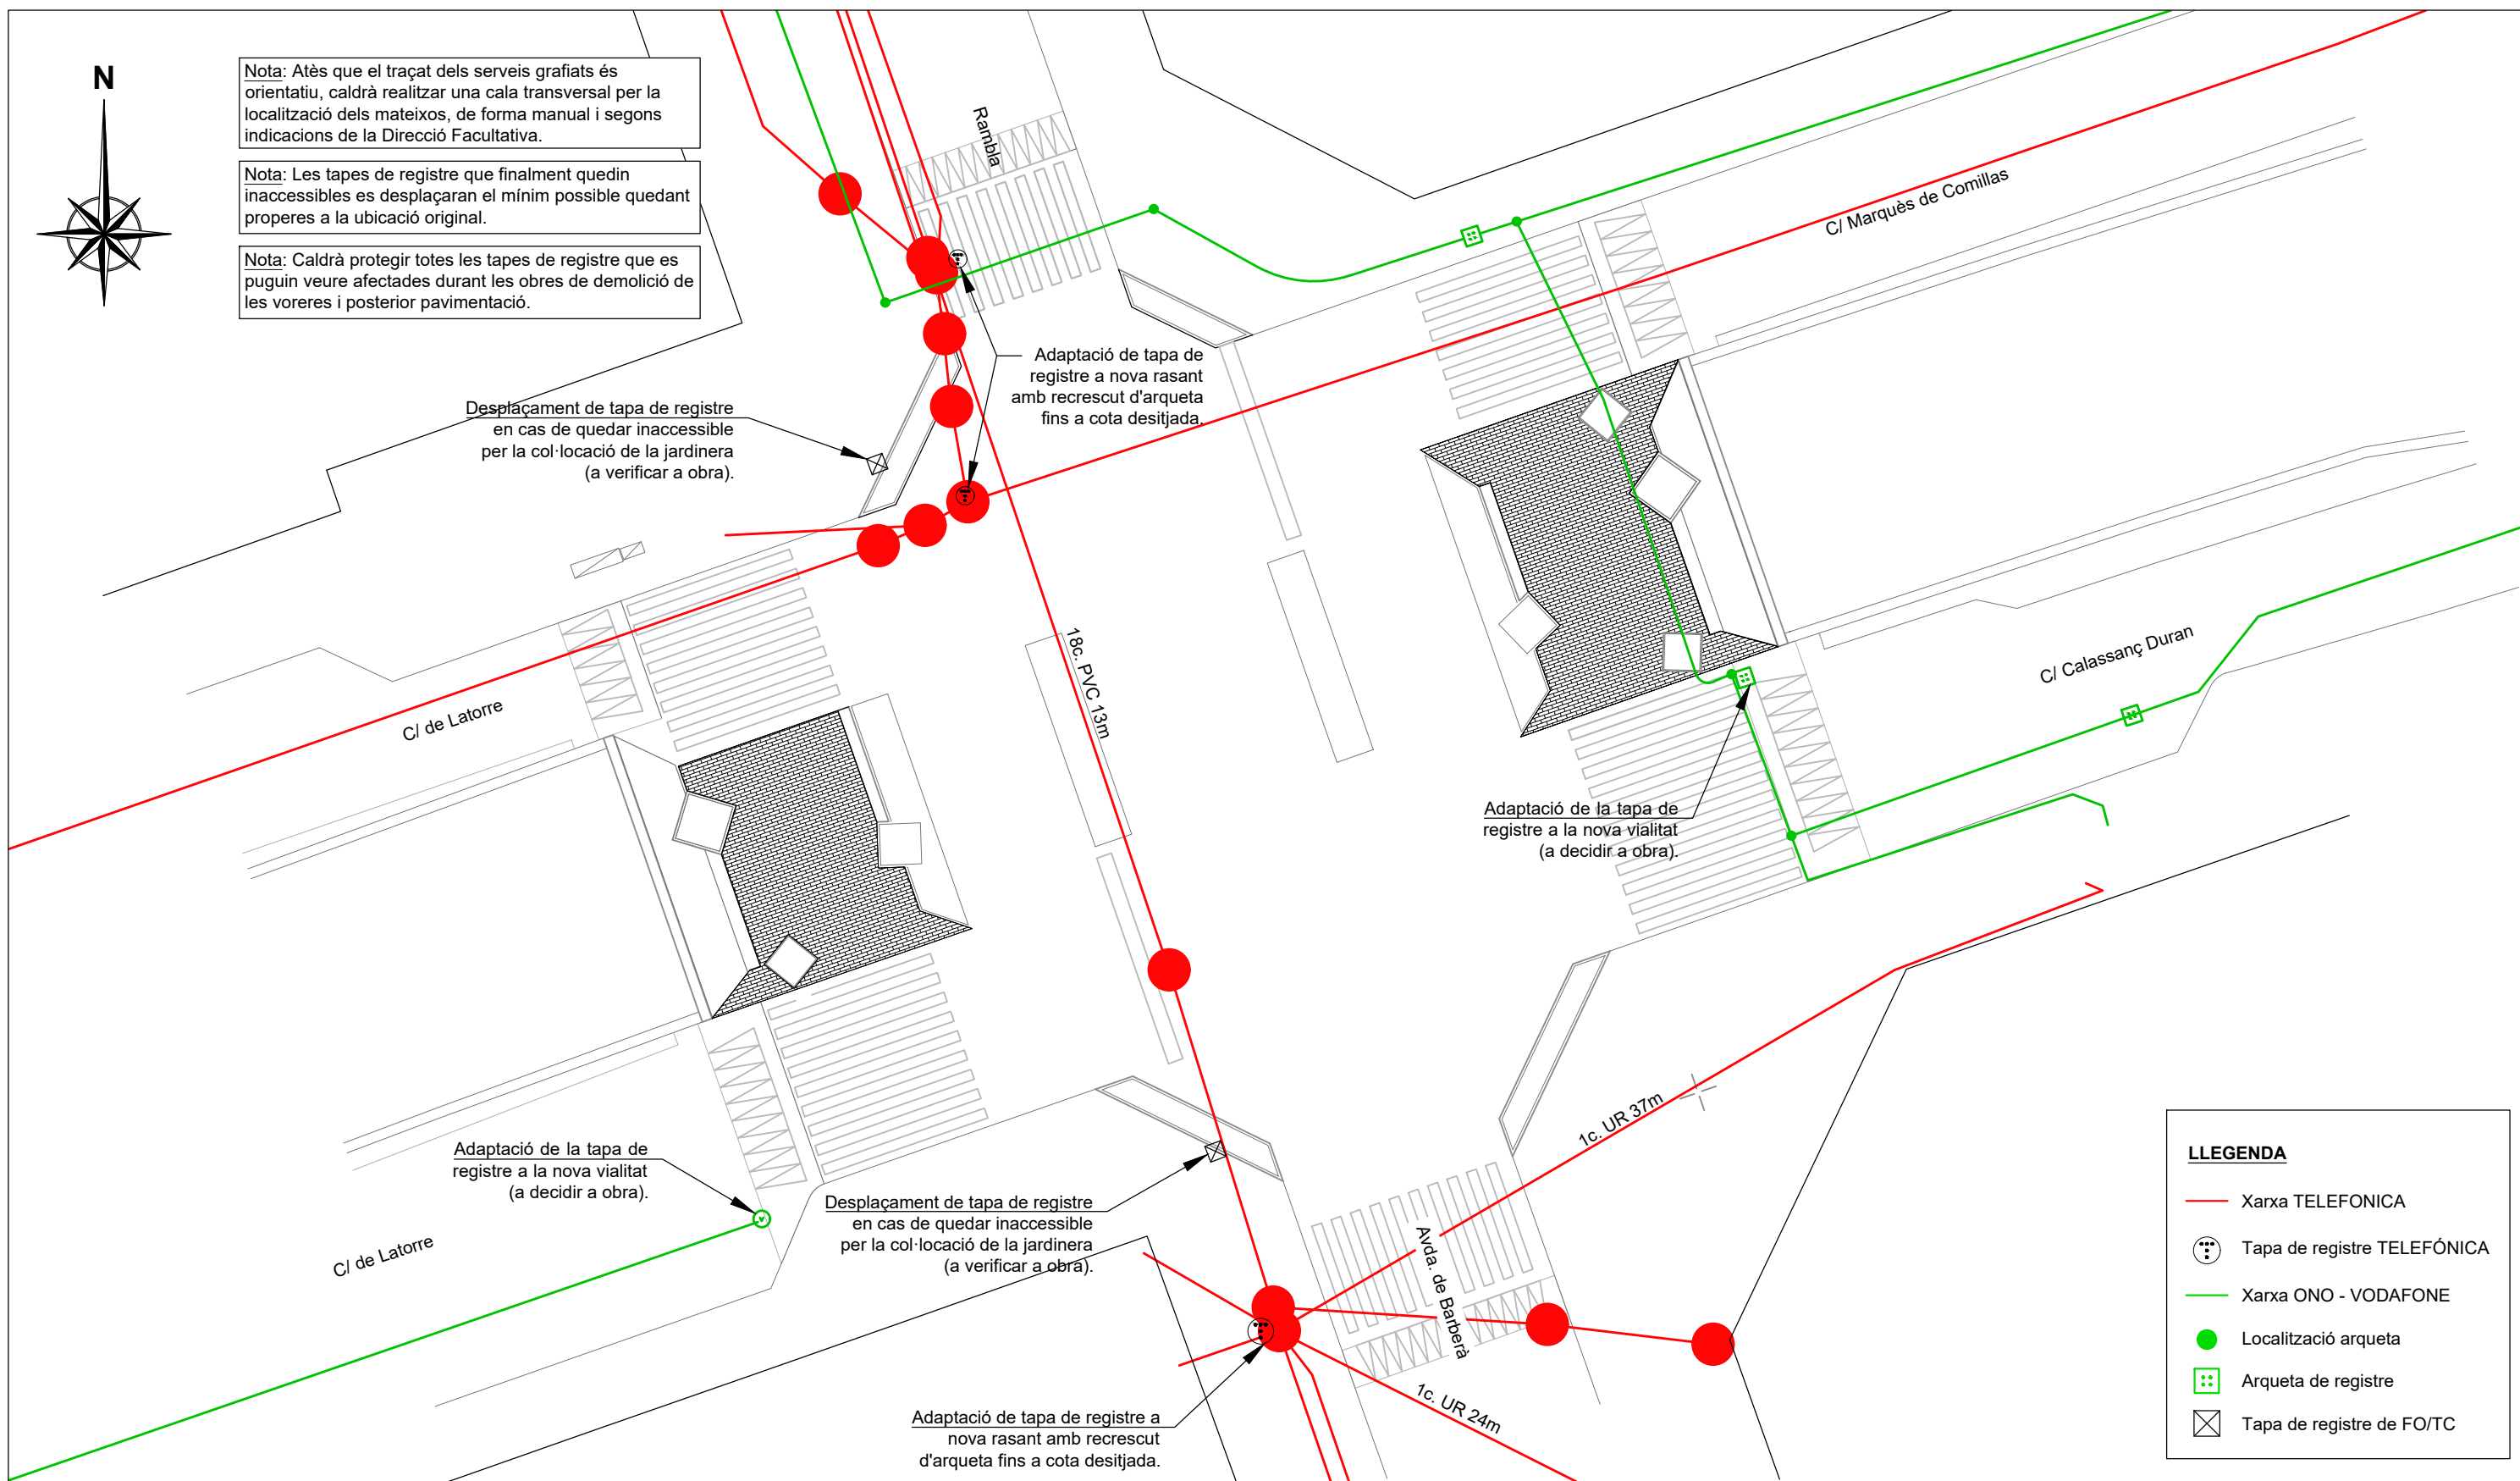 N
Nota: Atès que el traçat dels serveis grafiats és
orientatiu, caldrà realitzar una cala transversal per la
localització dels mateixos, de forma manual i segons
indicacions de la Direcció Facultativa.
Nota: Les tapes de registre que finalment quedin
inaccessibles es desplaçaran el mínim possible quedant
properes a la ubicació original.
Nota: Caldrà protegir totes les tapes de registre que es
puguin veure afectades durant les obres de demolició de
les voreres i posterior pavimentació.
Rambla
C/ Marquès de Comillas
Adaptació de tapa de
registre a nova rasant
amb recrescut d'arqueta
fins a cota desitjada.
Desplaçament de tapa de registre
en cas de quedar inaccessible
per la col·locació de la jardinera
(a verificar a obra).
18c. PVC 13m
C/ Calassanç Duran
C/ de Latorre
Adaptació de la tapa de
registre a la nova vialitat
(a decidir a obra).
1c. UR 37m
Adaptació de la tapa de
registre a la nova vialitat
(a decidir a obra).
Desplaçament de tapa de registre
en cas de quedar inaccessible
per la col·locació de la jardinera
(a verificar a obra).
C/ de Latorre
Avda. de Barberà
1c. UR 24m
Adaptació de tapa de registre a
nova rasant amb recrescut
d'arqueta fins a cota desitjada.
LLEGENDA
Xarxa TELEFONICA
Tapa de registre TELEFÓNICA
Xarxa ONO - VODAFONE
Localització arqueta
Arqueta de registre
Tapa de registre de FO/TC